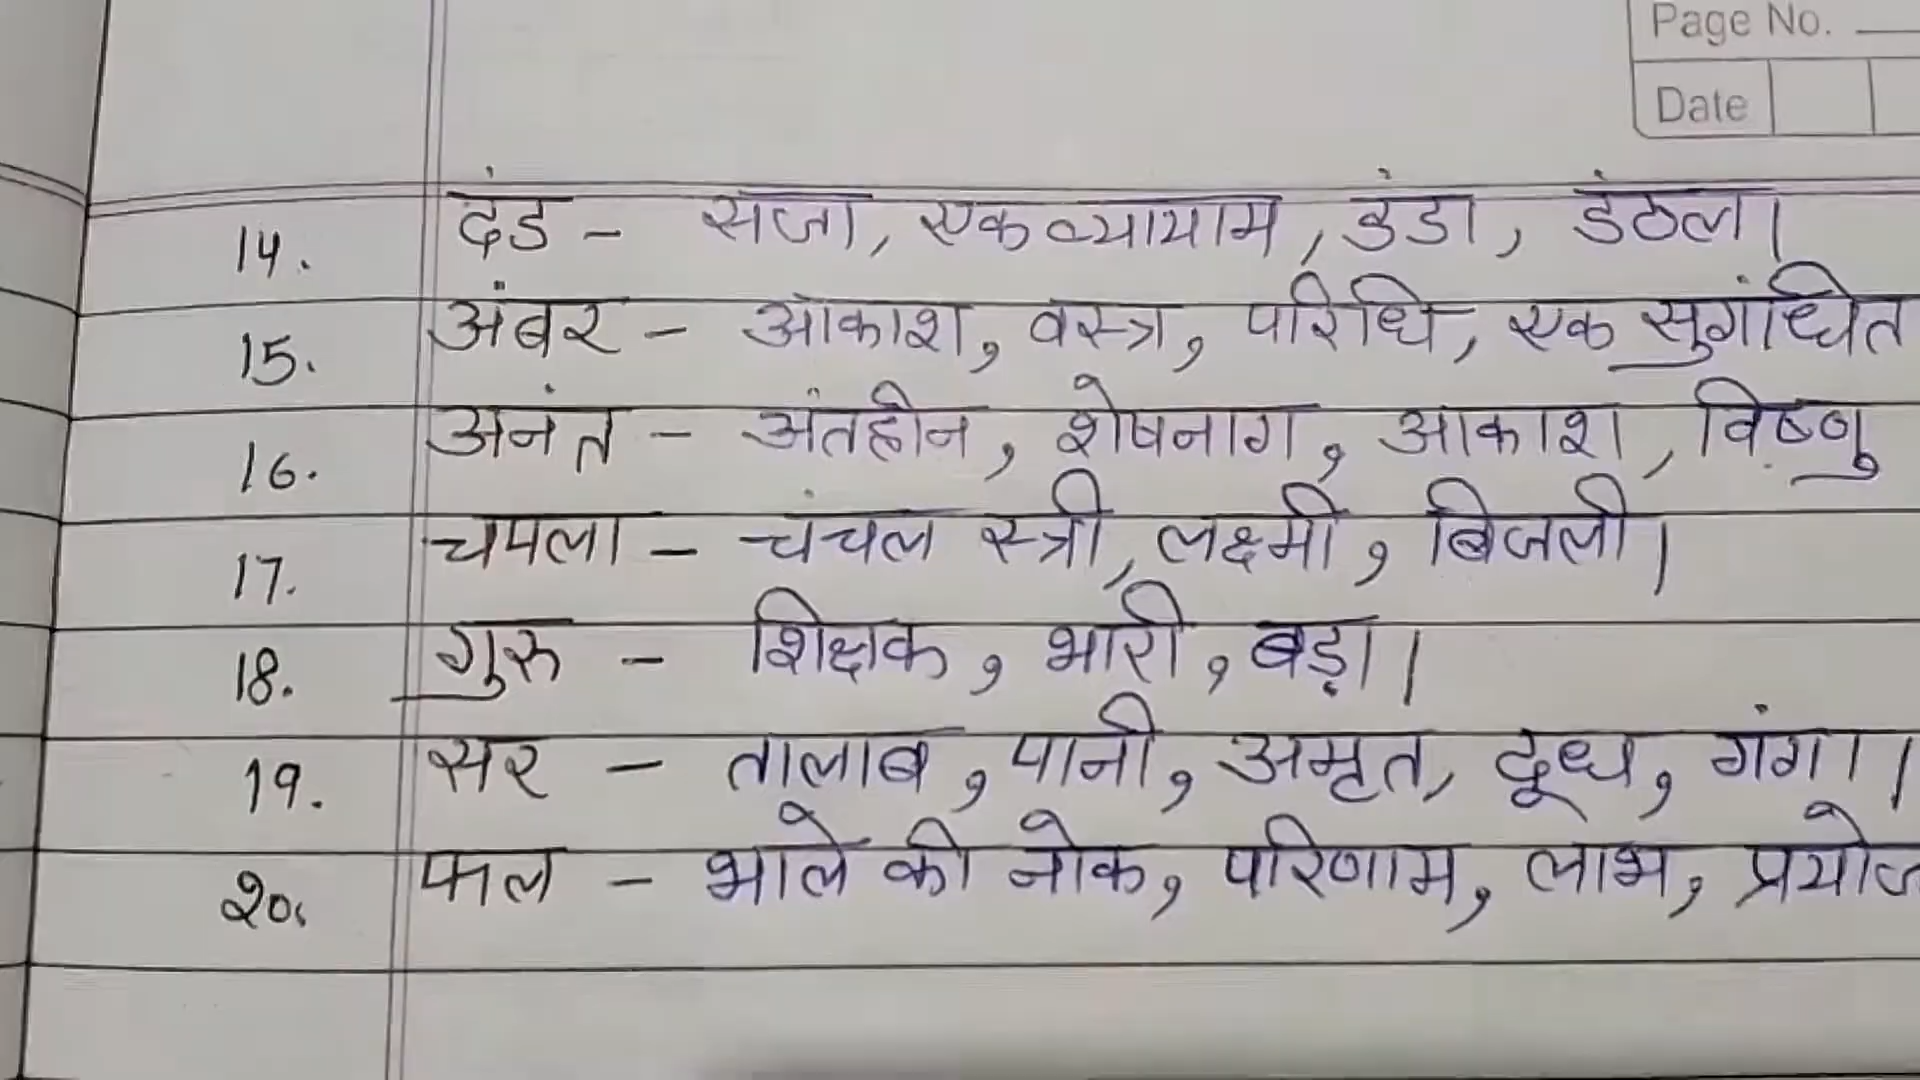 Page No.
Date
14. दंड - सजा, एक व्यायाम, डंडा, डंठल।
15. अंबर - आकाश, वस्त्र, परिधि, एक सुगंधित
16. अनंत - अंतहीन, शेषनाग, आकाश, विष्णु
17. चपला - चंचल स्त्री, लक्ष्मी, बिजली।
18. गुरु - शिक्षक, भारी, बड़ा।
19. सर - तालाब, पानी, अमृत, दूध, गंगा।
20. फल - भाले की नोक, परिणाम, लाभ,